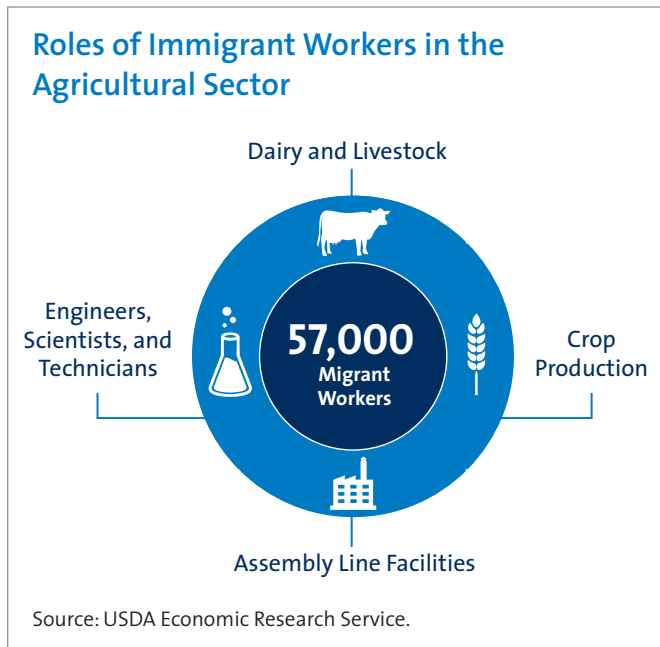 Roles of Immigrant Workers in the
Agricultural Sector
Dairy and Livestock
Engineers,
Scientists, and
Technicians
57,000
Migrant
Workers
Crop
Production
Assembly Line Facilities
Source: USDA Economic Research Service.